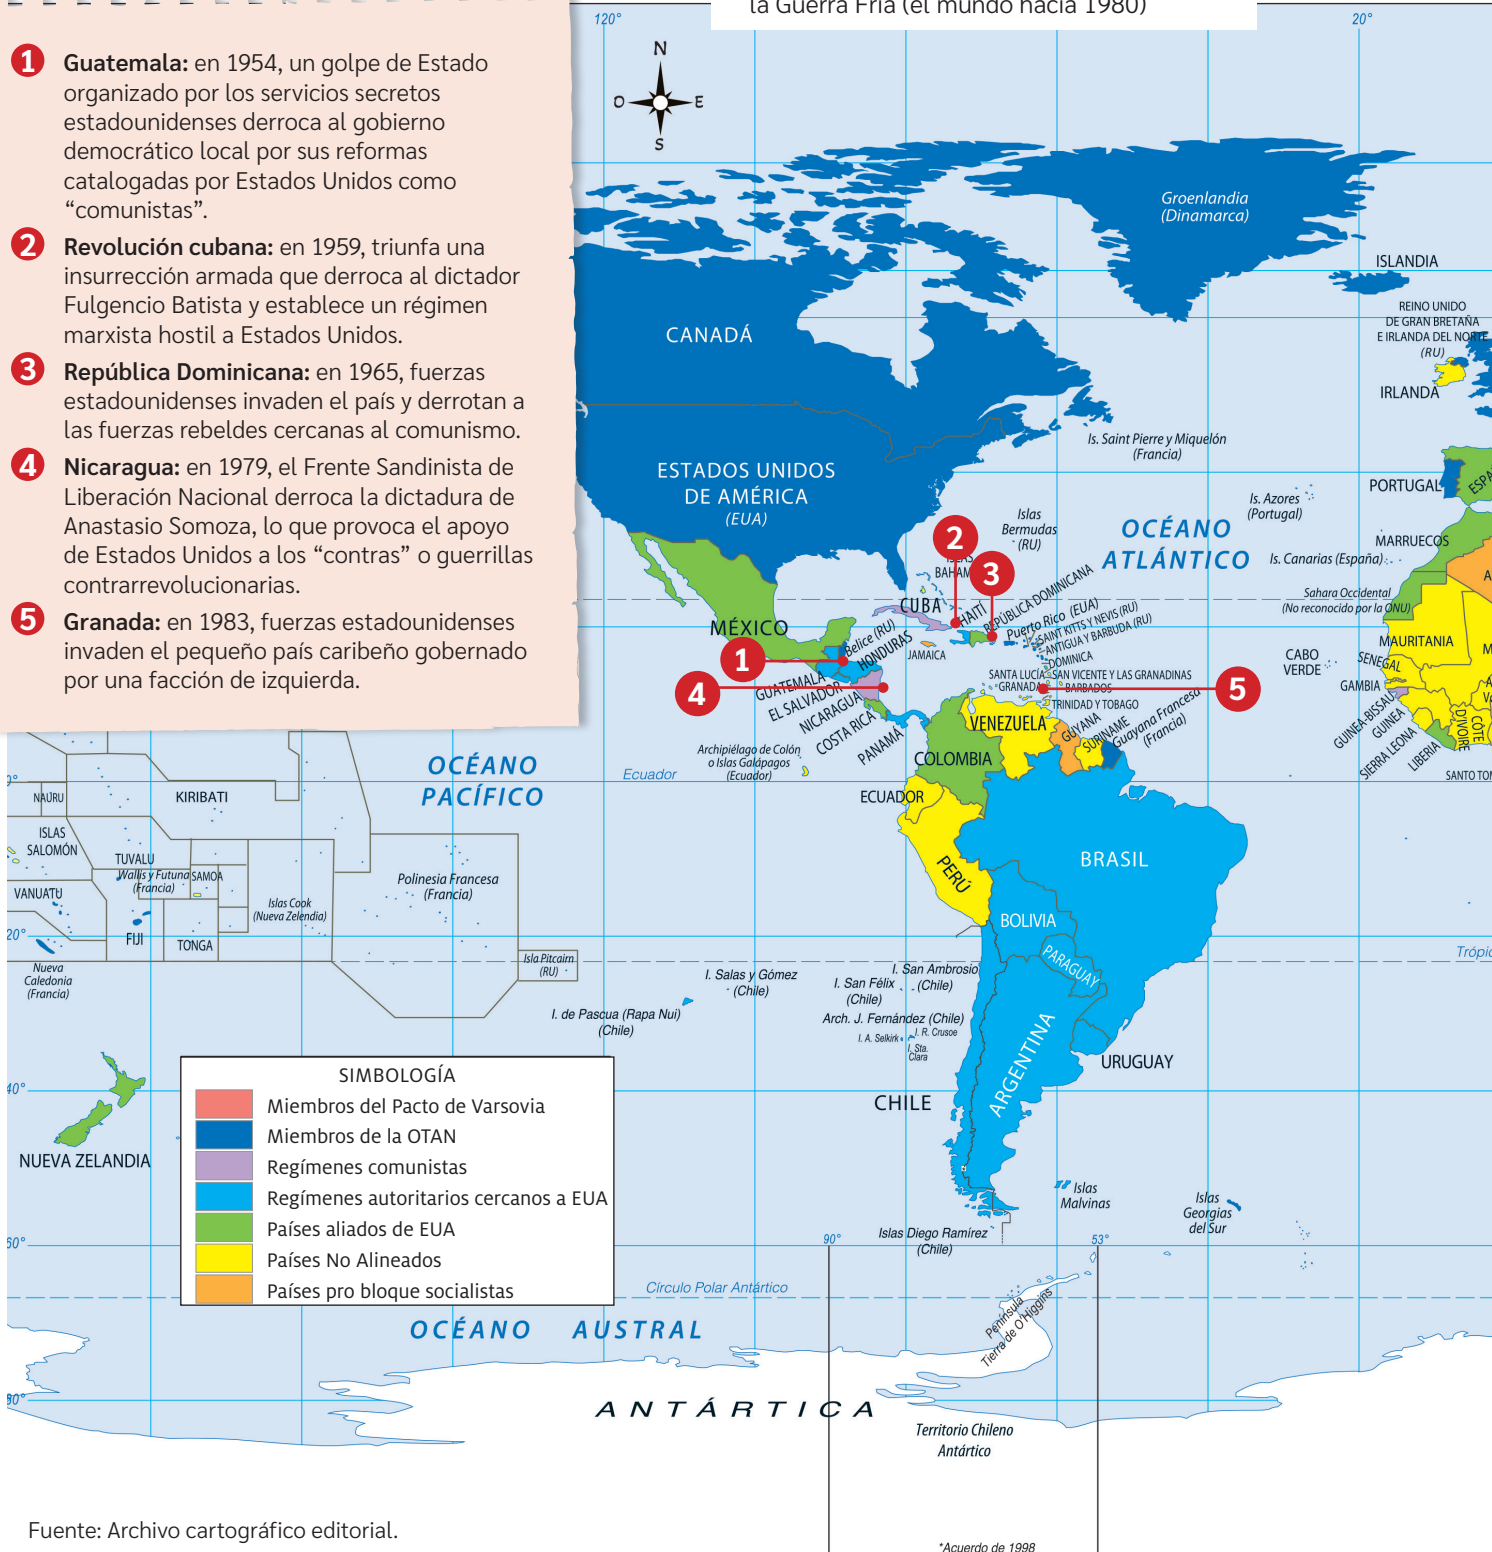 la Guerra Fría (el mundo hacia 1980)
1 Guatemala: en 1954, un golpe de Estado
organizado por los servicios secretos
estadounidenses derroca al gobierno
democrático local por sus reformas
catalogadas por Estados Unidos como
“comunistas”.
2 Revolución cubana: en 1959, triunfa una
insurrección armada que derroca al dictador
Fulgencio Batista y establece un régimen
marxista hostil a Estados Unidos.
3 República Dominicana: en 1965, fuerzas
estadounidenses invaden el país y derrotan a
las fuerzas rebeldes cercanas al comunismo.
4 Nicaragua: en 1979, el Frente Sandinista de
Liberación Nacional derroca la dictadura de
Anastasio Somoza, lo que provoca el apoyo
de Estados Unidos a los “contras” o guerrillas
contrarrevolucionarias.
5 Granada: en 1983, fuerzas estadounidenses
invaden el pequeño país caribeño gobernado
por una facción de izquierda.
120°
20°
N
O
E
S
Groenlandia
(Dinamarca)
ISLANDIA
REINO UNIDO
DE GRAN BRETAÑA
E IRLANDA DEL NORTE
(RU)
IRLANDA
CANADÁ
Is. Saint Pierre y Miquelón
(Francia)
ESTADOS UNIDOS
DE AMÉRICA
(EUA)
PORTUGAL
ESPA
Is. Azores
(Portugal)
Islas
Bermudas
(RU)
OCÉANO
ATLÁNTICO
MARRUECOS
Is. Canarias (España)
Sahara Occidental
(No reconocido por la ONU)
2
3
BAHAM
CUBA
HAITÍ
REPÚBLICA DOMINICANA
Puerto Rico (EUA)
SAINT KITTS Y NEVIS (RU)
ANTIGUA Y BARBUDA (RU)
DOMINICA
MÉXICO
Belice (RU)
HONDURAS
JAMAICA
1
4
5
SANTA LUCÍA
SAN VICENTE Y LAS GRANADINAS
GRANADA
BARBADOS
TRINIDAD Y TOBAGO
GUATEMALA
EL SALVADOR
NICARAGUA
COSTA RICA
PANAMÁ
MAURITANIA
M
CABO
VERDE
SENEGAL
GAMBIA
GUINEA-BISSAU
GUINEA
SIERRA LEONA
LIBERIA
CÔTE
D'IVOIRE
SANTO TOM
VENEZUELA
GUYANA
SURINAME
Guayana Francesa
(Francia)
COLOMBIA
Archipiélago de Colón
o Islas Galápagos
(Ecuador)
Ecuador
ECUADOR
OCÉANO
PACÍFICO
0°
NAÚRU
KIRIBATI
ISLAS
SALOMÓN
TUVALU
Wallis y Futuna
(Francia)
SAMOA
VANUATU
Islas Cook
(Nueva Zelendia)
Polinesia Francesa
(Francia)
FIJI
TONGA
20°
Nueva
Caledonia
(Francia)
Isla Pitcairn
(RU)
PERÚ
BRASIL
BOLIVIA
PARAGUAY
Trópic
I. Salas y Gómez
(Chile)
I. San Ambrosio
(Chile)
I. San Félix
(Chile)
I. de Pascua (Rapa Nui)
(Chile)
Arch. J. Fernández (Chile)
I. R. Crusoe
I. A. Selkirk
I. Sta.
Clara
ARGENTINA
URUGUAY
CHILE
40°
NUEVA ZELANDIA
SIMBOLOGÍA
Miembros del Pacto de Varsovia
Miembros de la OTAN
Regímenes comunistas
Regímenes autoritarios cercanos a EUA
Países aliados de EUA
Países No Alineados
Países pro bloque socialistas
Islas
Malvinas
Islas
Georgias
del Sur
Islas Diego Ramírez
(Chile)
60°
90°
53°
Círculo Polar Antártico
Península
Tierra de O'Higgins
OCÉANO AUSTRAL
80°
ANTÁRTICA
Territorio Chileno
Antártico
Fuente: Archivo cartográfico editorial.
*Acuerdo de 1998